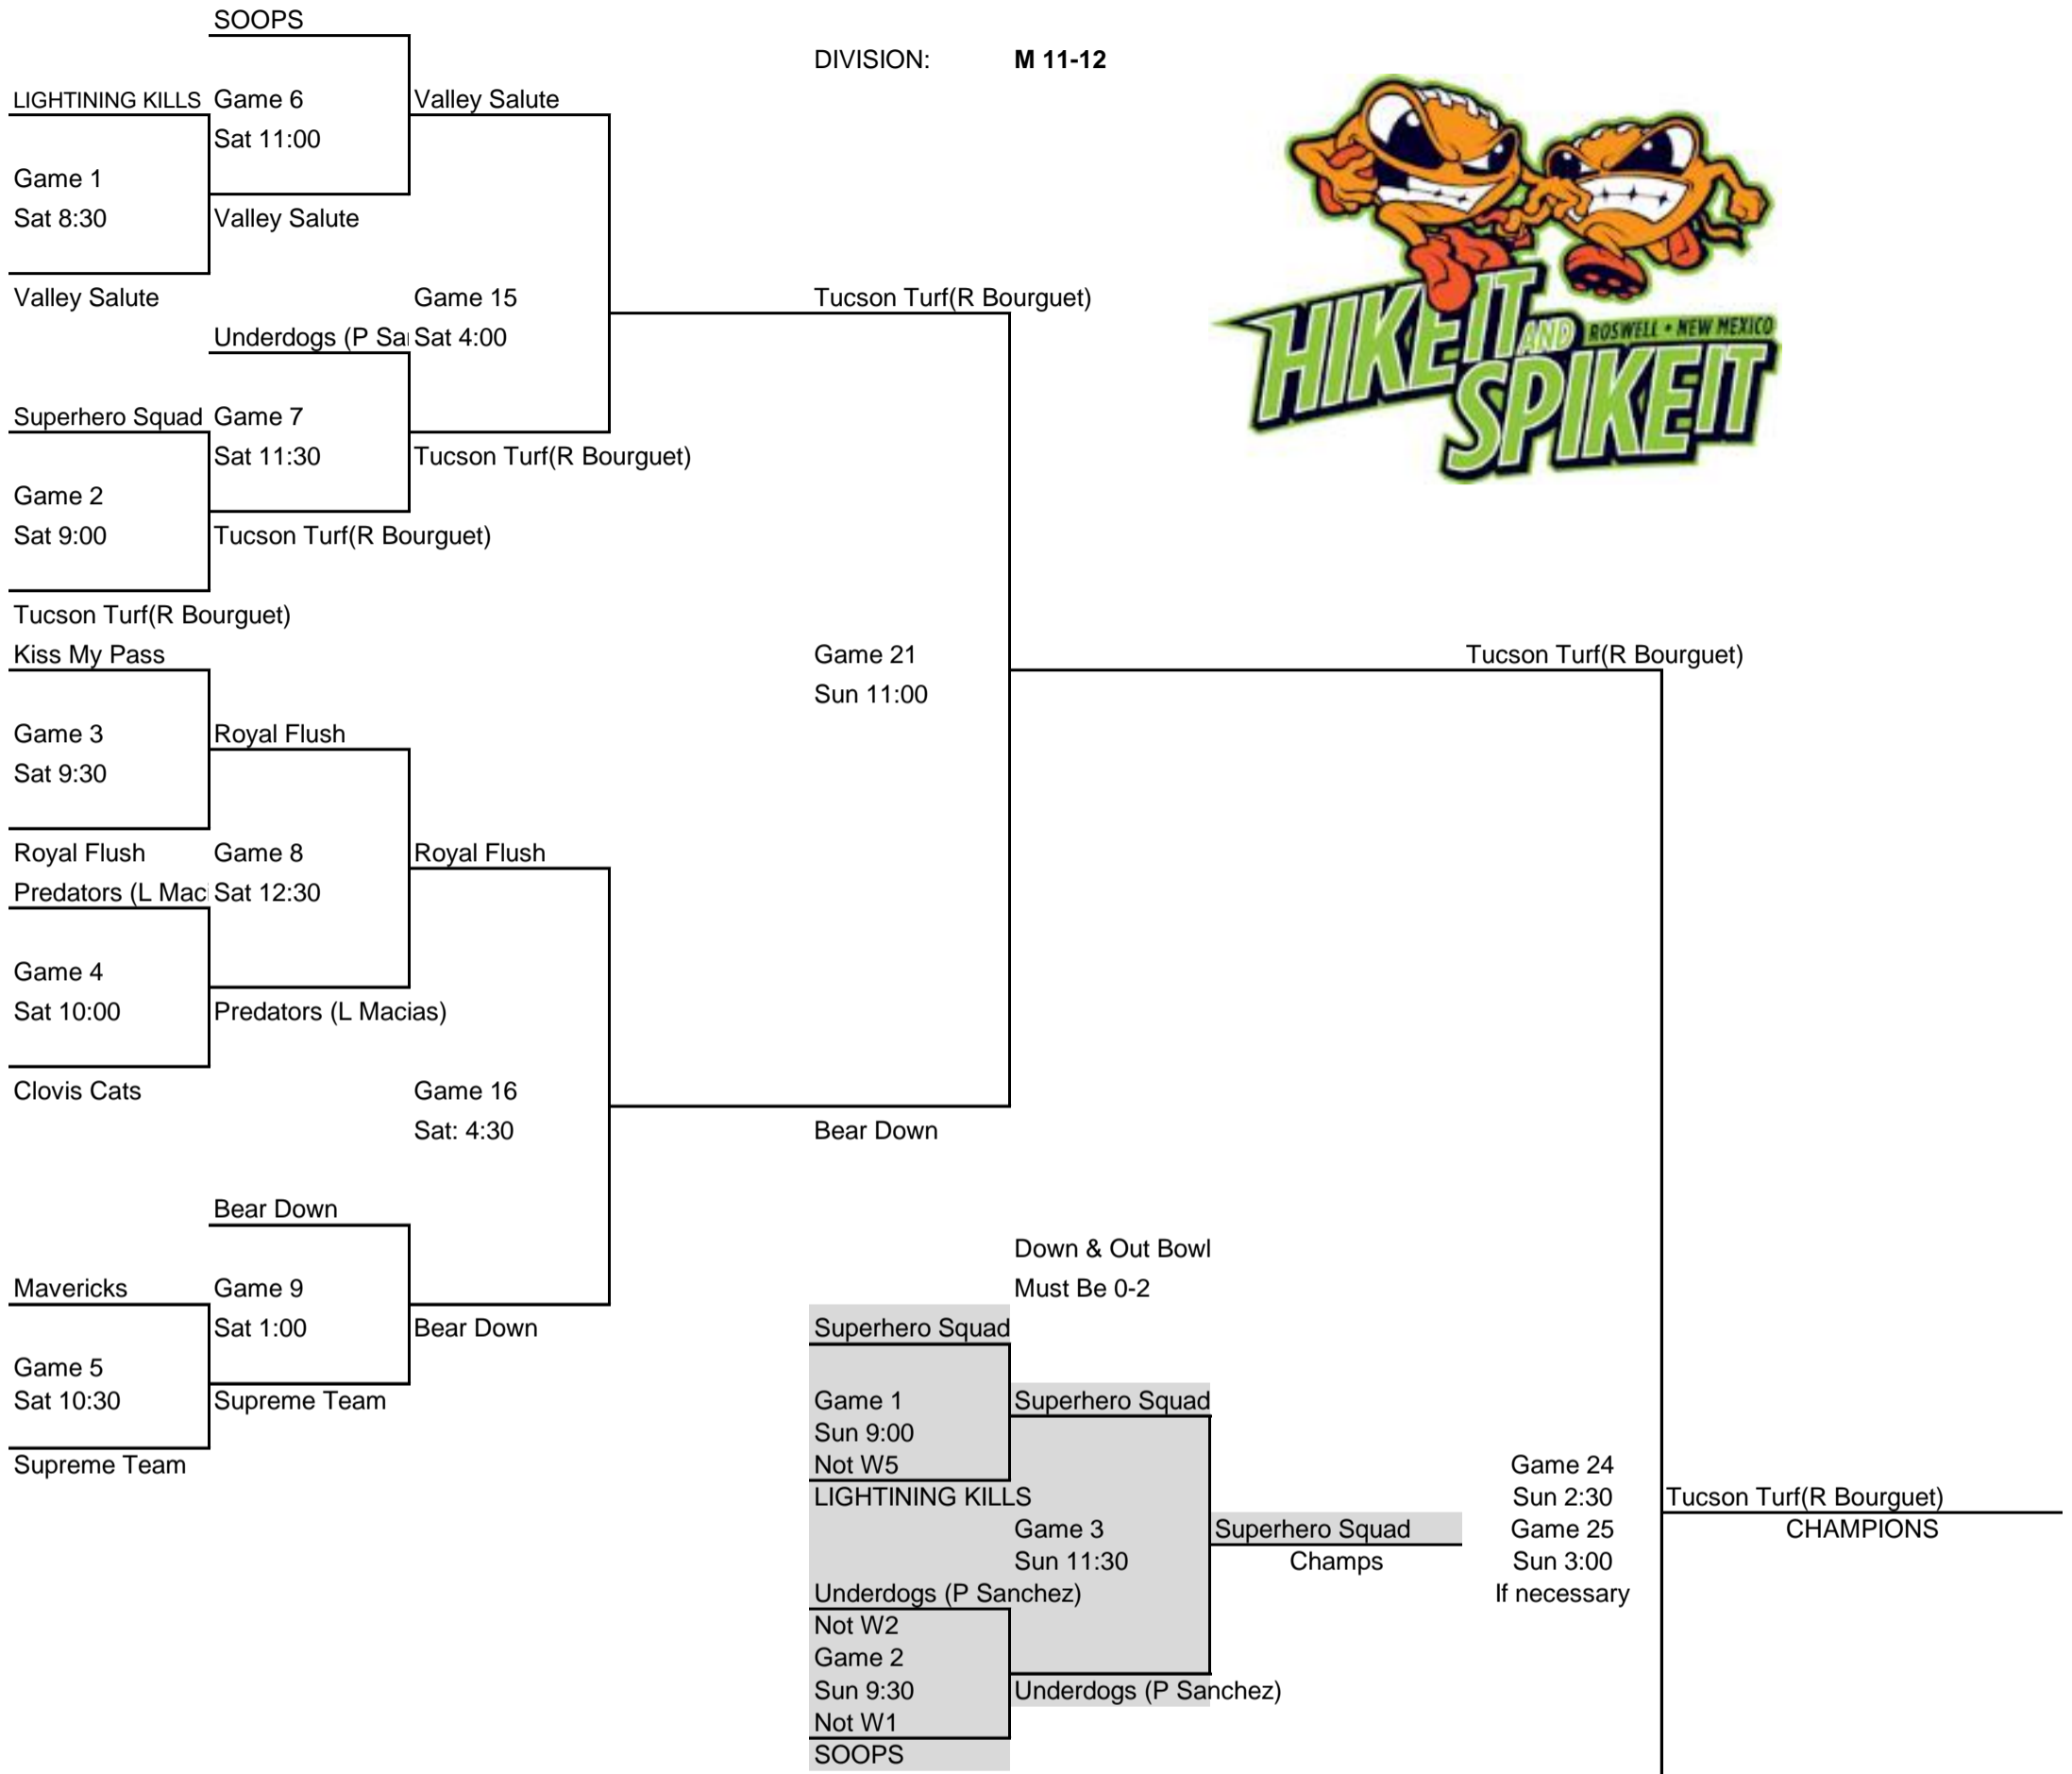 SOOPS
DIVISION: M 11-12
LIGHTINING KILLS Game 6 Valley Salute
Sat 11:00
Game 1
Sat 8:30 Valley Salute
Valley Salute Game 15 Tucson Turf(R Bourguet)
Underdogs (P Sat 4:00
HIKE IT AND SPIKE IT
ROSWELL • NEW MEXICO
Superhero Squad Game 7
Sat 11:30 Tucson Turf(R Bourguet)
Game 2
Sat 9:00 Tucson Turf(R Bourguet)
Tucson Turf(R Bourguet)
Kiss My Pass Game 21 Tucson Turf(R Bourguet)
Sun 11:00
Game 3 Royal Flush
Sat 9:30
Royal Flush Game 8 Royal Flush
Predators (L Mac Sat 12:30
Game 4
Sat 10:00 Predators (L Macias)
Clovis Cats Game 16
Sat: 4:30 Bear Down
Bear Down
Down & Out Bowl
Mavericks Game 9 Must Be 0-2
Sat 1:00 Bear Down Superhero Squad
Game 5
Sat 10:30 Supreme Team Game 1 Superhero Squad
Sun 9:00
Supreme Team Not W5 Game 24
LIGHTINING KILLS Sun 2:30 Tucson Turf(R Bourguet)
Game 3 Superhero Squad Game 25 CHAMPIONS
Sun 11:30 Champs Sun 3:00
Underdogs (P Sanchez) If necessary
Not W2
Game 2
Sun 9:30 Underdogs (P Sanchez)
Not W1
SOOPS